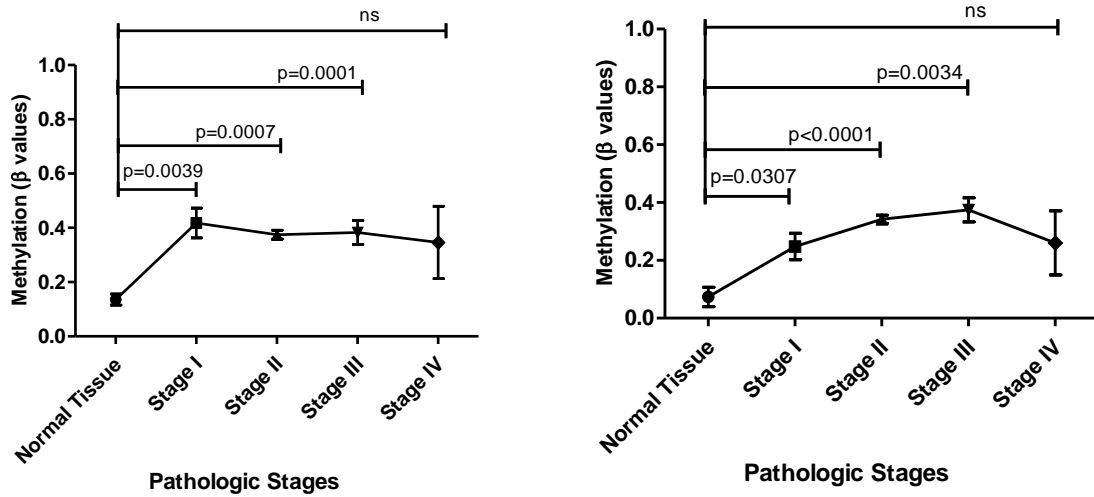 ns
p=0.0001
p=0.0007
p=0.0039
1.0
0.8
0.6
0.4
0.2
0.0
Methylation (β values)
Normal Tissue
Stage I
Stage II
Stage III
Stage IV
Pathologic Stages
ns
p=0.0034
p<0.0001
p=0.0307
1.0
0.8
0.6
0.4
0.2
0.0
Methylation (β values)
Normal Tissue
Stage I
Stage II
Stage III
Stage IV
Pathologic Stages